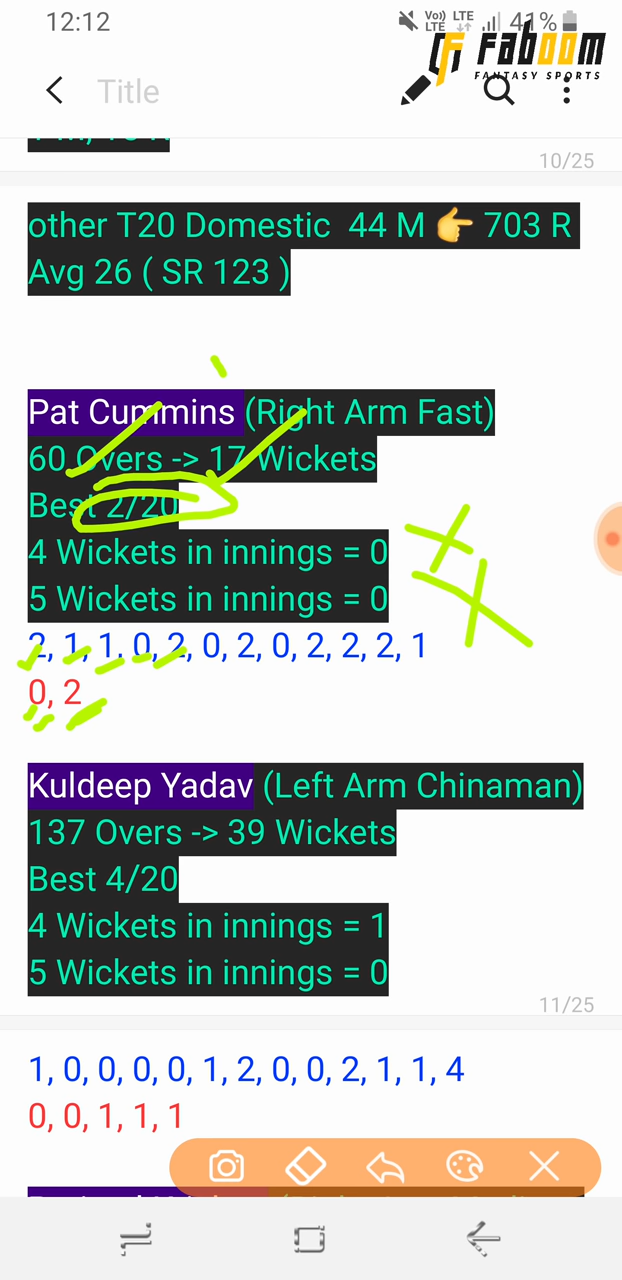 12:12
Vo)) LTE
LTE
41%
Faboom
FANTASY SPORTS
Title
10/25
other T20 Domestic 44 M 👉 703 R
Avg 26 ( SR 123 )
Pat Cummins (Right Arm Fast)
60 Overs -> 17 Wickets
Best 2/20
4 Wickets in innings = 0
5 Wickets in innings = 0
2, 1, 1, 0, 2, 0, 2, 0, 2, 2, 2, 1
0, 2
Kuldeep Yadav (Left Arm Chinaman)
137 Overs -> 39 Wickets
Best 4/20
4 Wickets in innings = 1
5 Wickets in innings = 0
11/25
1, 0, 0, 0, 0, 1, 2, 0, 0, 2, 1, 1, 4
0, 0, 1, 1, 1